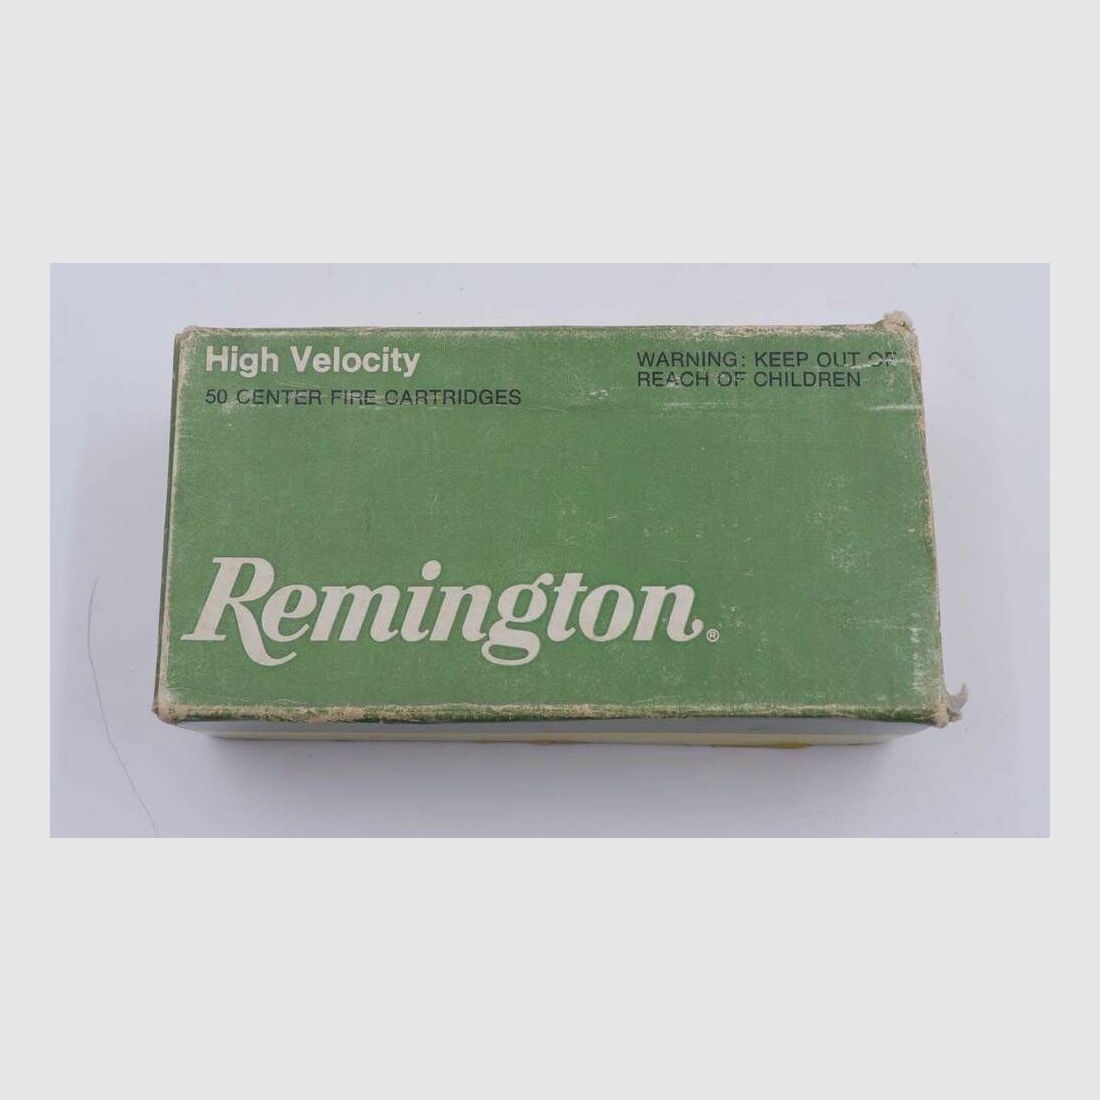 High Velocity
50 CENTER FIRE CARTRIDGES
WARNING: KEEP OUT OF
REACH OF CHILDREN
Remington®